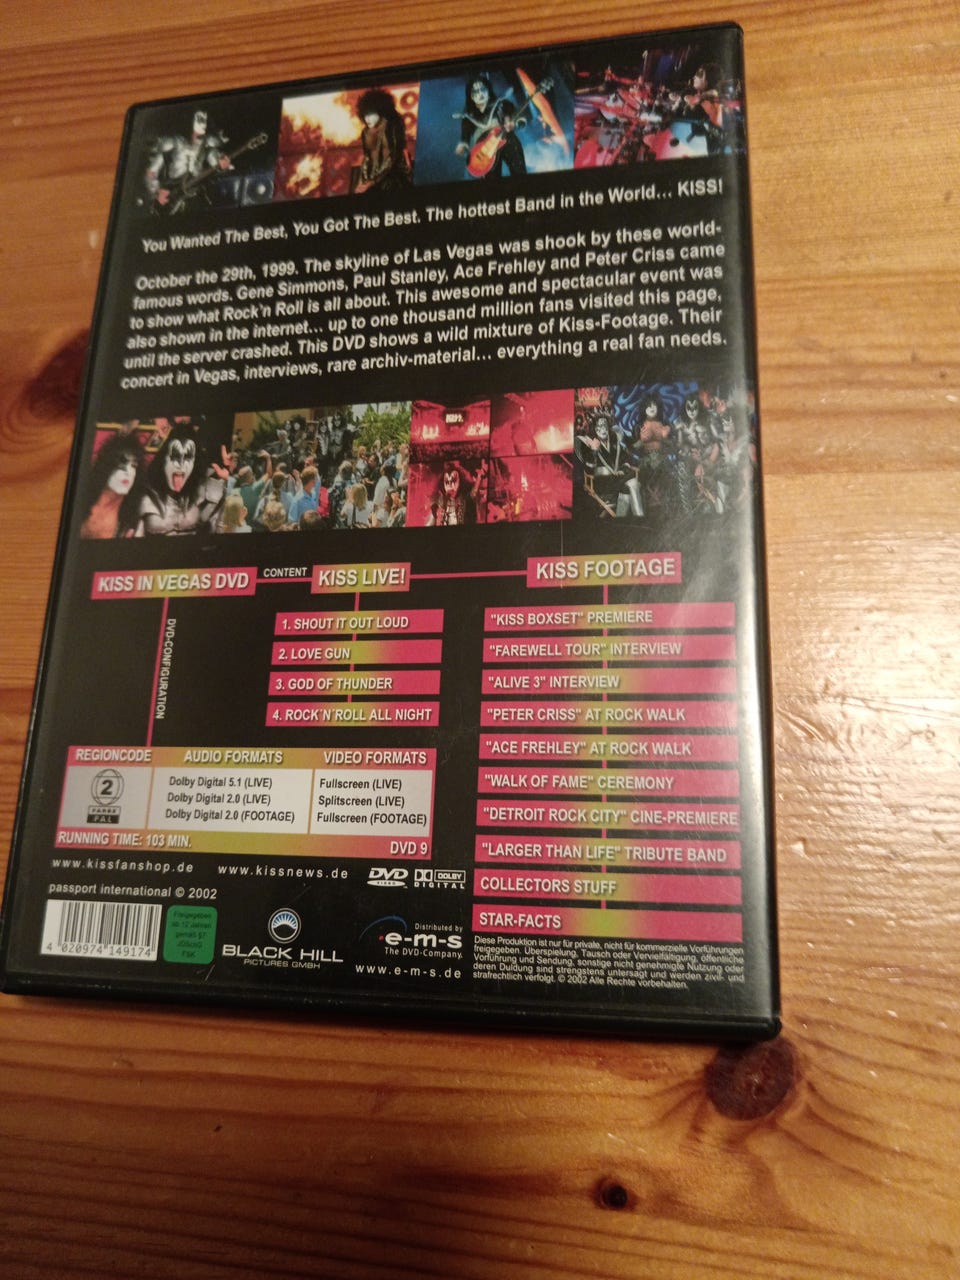 You Wanted The Best, You Got The Best. The hottest Band in the World... KISS!
October the 29th, 1999. The skyline of Las Vegas was shook by these world-
famous words. Gene Simmons, Paul Stanley, Ace Frehley and Peter Criss came
to show what Rock'n Roll is all about. This awesome and spectacular event was
also shown in the internet... up to one thousand million fans visited this page,
until the server crashed. This DVD shows a wild mixture of Kiss-Footage. Their
concert in Vegas, interviews, rare archiv-material... everything a real fan needs.
KISS IN VEGAS DVD
CONTENT
KISS LIVE!
KISS FOOTAGE
DVD-CONFIGURATION
1. SHOUT IT OUT LOUD
2. LOVE GUN
3. GOD OF THUNDER
4. ROCK´N´ROLL ALL NIGHT
"KISS BOXSET" PREMIERE
"FAREWELL TOUR" INTERVIEW
"ALIVE 3" INTERVIEW
"PETER CRISS" AT ROCK WALK
"ACE FREHLEY" AT ROCK WALK
"WALK OF FAME" CEREMONY
"DETROIT ROCK CITY" CINE-PREMIERE
"LARGER THAN LIFE" TRIBUTE BAND
COLLECTORS STUFF
STAR-FACTS
REGIONCODE
2
FARBE
PAL
AUDIO FORMATS
Dolby Digital 5.1 (LIVE)
Dolby Digital 2.0 (LIVE)
Dolby Digital 2.0 (FOOTAGE)
VIDEO FORMATS
Fullscreen (LIVE)
Splitscreen (LIVE)
Fullscreen (FOOTAGE)
RUNNING TIME: 103 MIN.
DVD 9
www.kissfanshop.de
www.kissnews.de
DVD
VIDEO
DOLBY
DIGITAL
passport international © 2002
4 020974 149174
Freigegeben
ab 12 Jahren
gemäß §7
JÖSchG
FSK
BLACK HILL
PICTURES GMBH
Distributed by
e-m-s
The DVD-Company.
www.e-m-s.de
Diese Produktion ist nur für private, nicht für kommerzielle Vorführungen
freigegeben. Überspielung, Tausch oder Vervielfältigung, öffentliche
Vorführung und Sendung, sonstige nicht genehmigte Nutzung oder
deren Duldung sind strengstens untersagt und werden zivil- und
strafrechtlich verfolgt. © 2002 Alle Rechte vorbehalten.